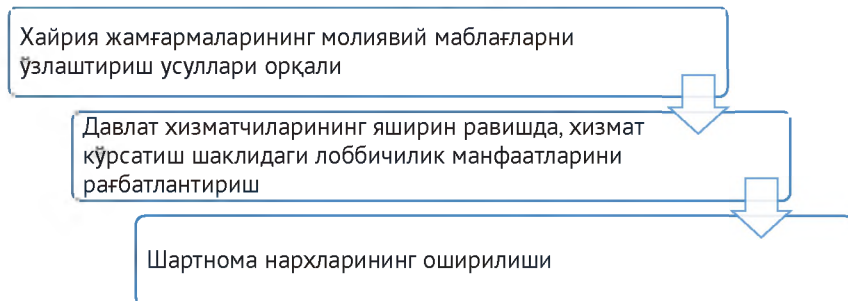 Хайрия жамғармаларининг молиявий маблағларни
ўзлаштириш усуллари орқали
Давлат хизматчиларининг яширин равишда, хизмат
кўрсатиш шаклидаги лоббичилик манфаатларини
рағбатлантириш
Шартнома нархларининг оширилиши